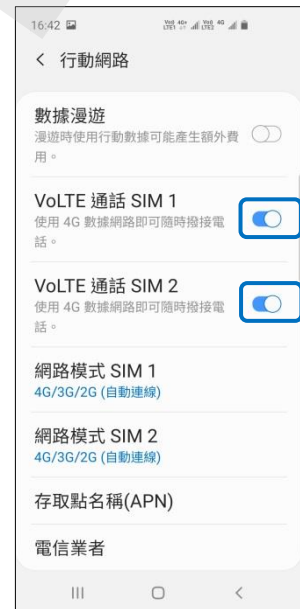 16:42
行動網路
數據漫遊
漫遊時使用行動數據可能產生額外費
用。
VoLTE 通話 SIM 1
使用 4G 數據網路即可隨時撥接電
話。
VoLTE 通話 SIM 2
使用 4G 數據網路即可隨時撥接電
話。
網路模式 SIM 1
4G/3G/2G (自動連線)
網路模式 SIM 2
4G/3G/2G (自動連線)
存取點名稱(APN)
電信業者